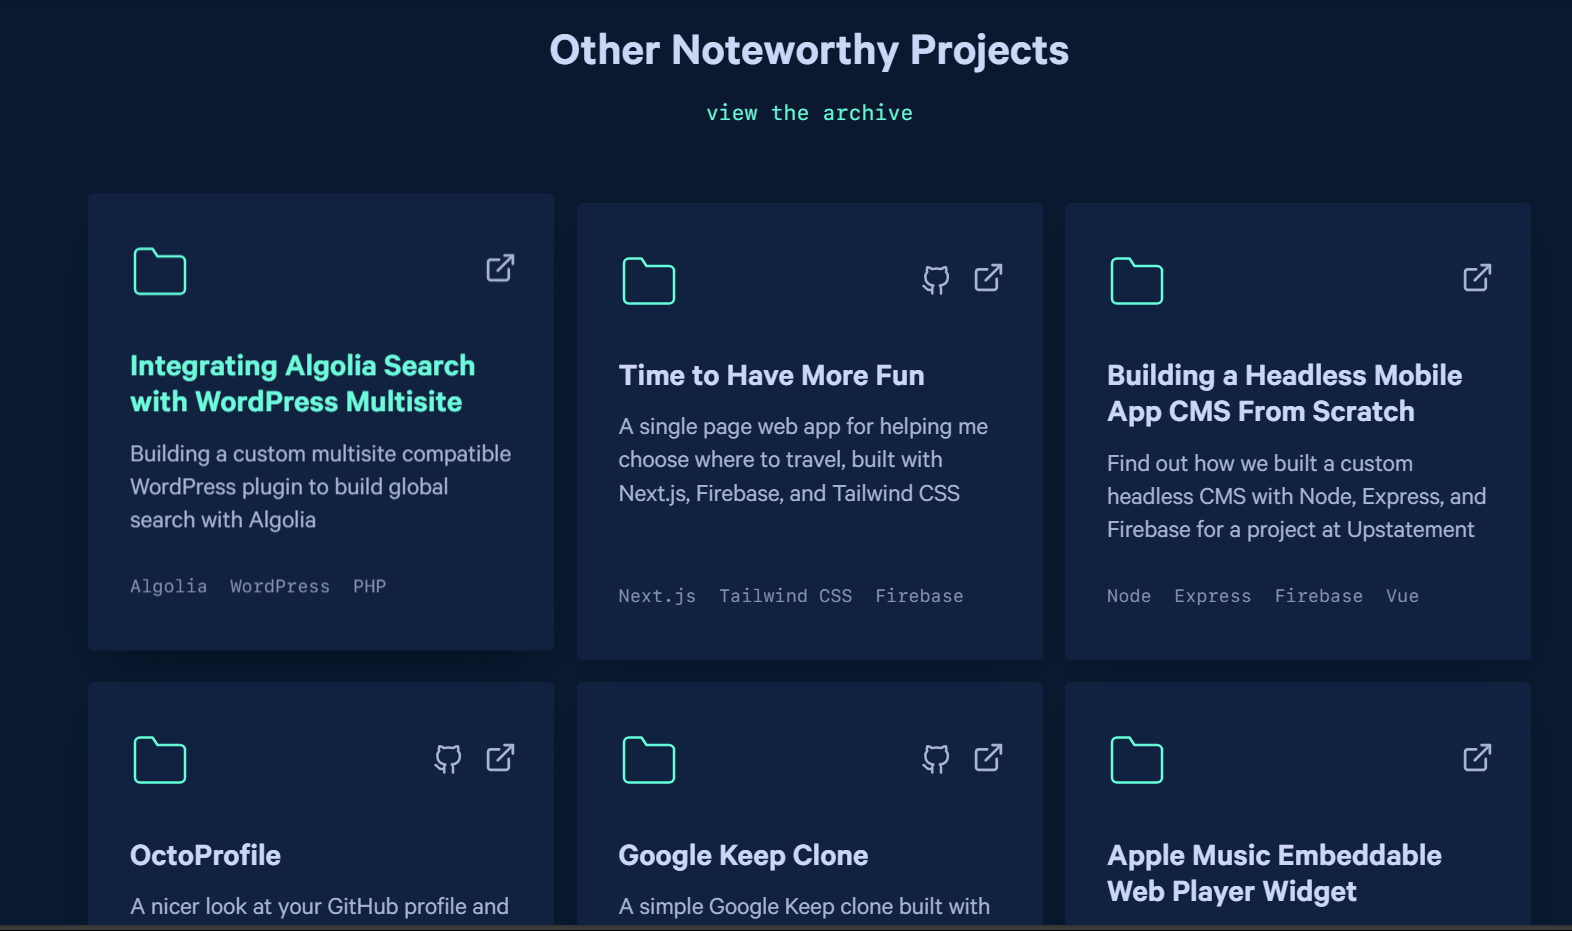 Other Noteworthy Projects
view the archive
Integrating Algolia Search
with WordPress Multisite
Building a custom multisite compatible
WordPress plugin to build global
search with Algolia
Algolia WordPress PHP
Time to Have More Fun
A single page web app for helping me
choose where to travel, built with
Next.js, Firebase, and Tailwind CSS
Next.js Tailwind CSS Firebase
Building a Headless Mobile
App CMS From Scratch
Find out how we built a custom
headless CMS with Node, Express, and
Firebase for a project at Upstatement
Node Express Firebase Vue
OctoProfile
A nicer look at your GitHub profile and
Google Keep Clone
A simple Google Keep clone built with
Apple Music Embeddable
Web Player Widget